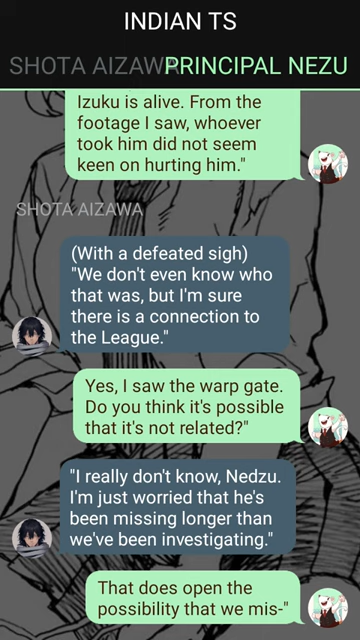 INDIAN TS
SHOTA AIZAWA
PRINCIPAL NEZU
Izuku is alive. From the
footage I saw, whoever
took him did not seem
keen on hurting him."
SHOTA AIZAWA
(With a defeated sigh)
"We don't even know who
that was, but I'm sure
there is a connection to
the League."
Yes, I saw the warp gate.
Do you think it's possible
that it's not related?"
"I really don't know, Nedzu.
I'm just worried that he's
been missing longer than
we've been investigating."
That does open the
possibility that we mis-"